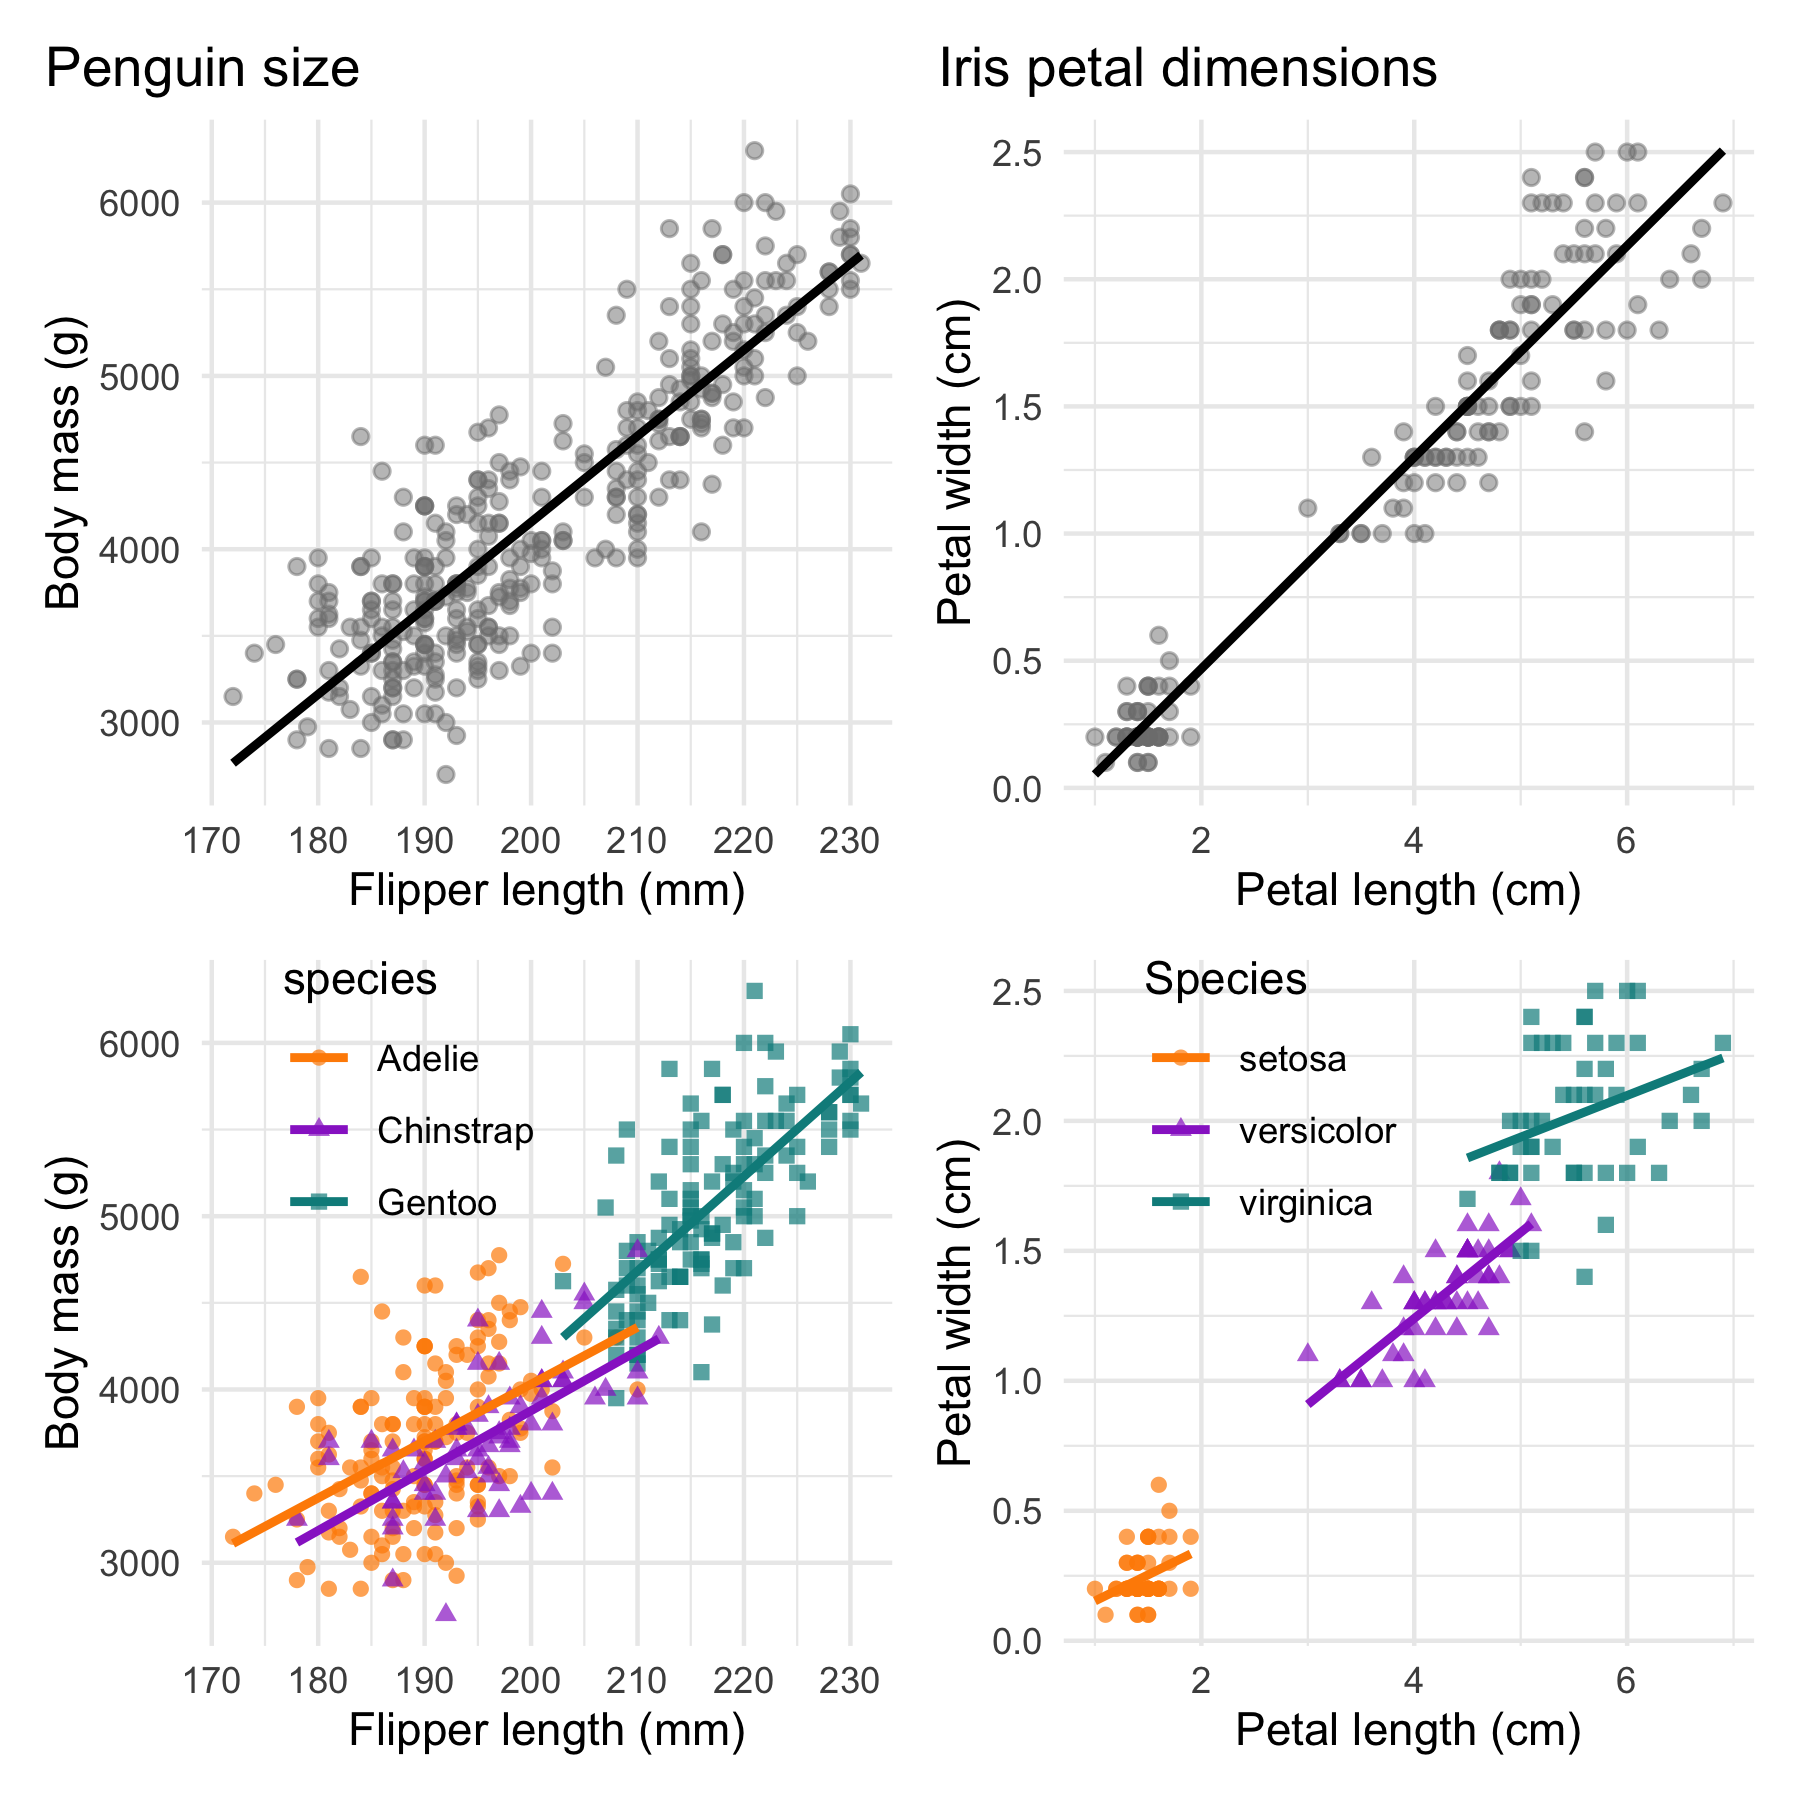 Penguin size
6000
5000
4000
3000
Body mass (g)
170 180 190 200 210 220 230
Flipper length (mm)
Iris petal dimensions
2.5
2.0
1.5
1.0
0.5
0.0
Petal width (cm)
2 4 6
Petal length (cm)
species
Adelie
Chinstrap
Gentoo
6000
5000
4000
3000
Body mass (g)
170 180 190 200 210 220 230
Flipper length (mm)
Species
setosa
versicolor
virginica
2.5
2.0
1.5
1.0
0.5
0.0
Petal width (cm)
2 4 6
Petal length (cm)